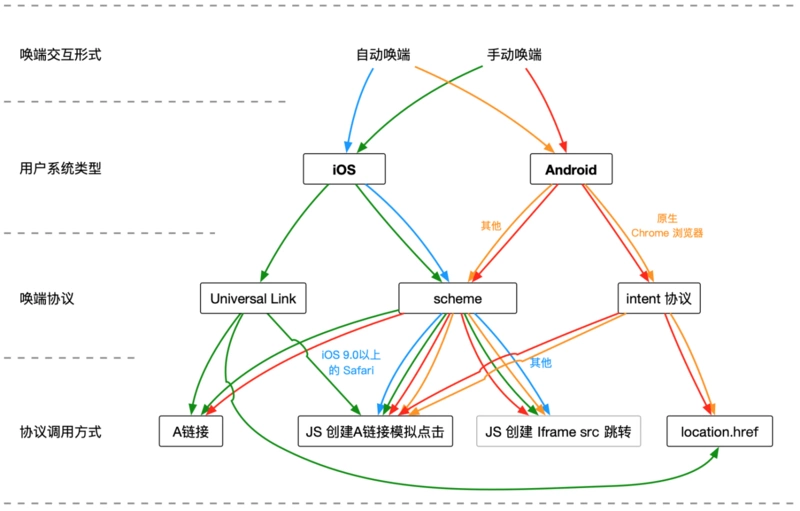 唤端交互形式
自动唤端
手动唤端
用户系统类型
iOS
Android
其他
原生
Chrome 浏览器
唤端协议
Universal Link
scheme
intent 协议
iOS 9.0以上
的 Safari
其他
协议调用方式
A链接
JS 创建A链接模拟点击
JS 创建 Iframe src 跳转
location.href